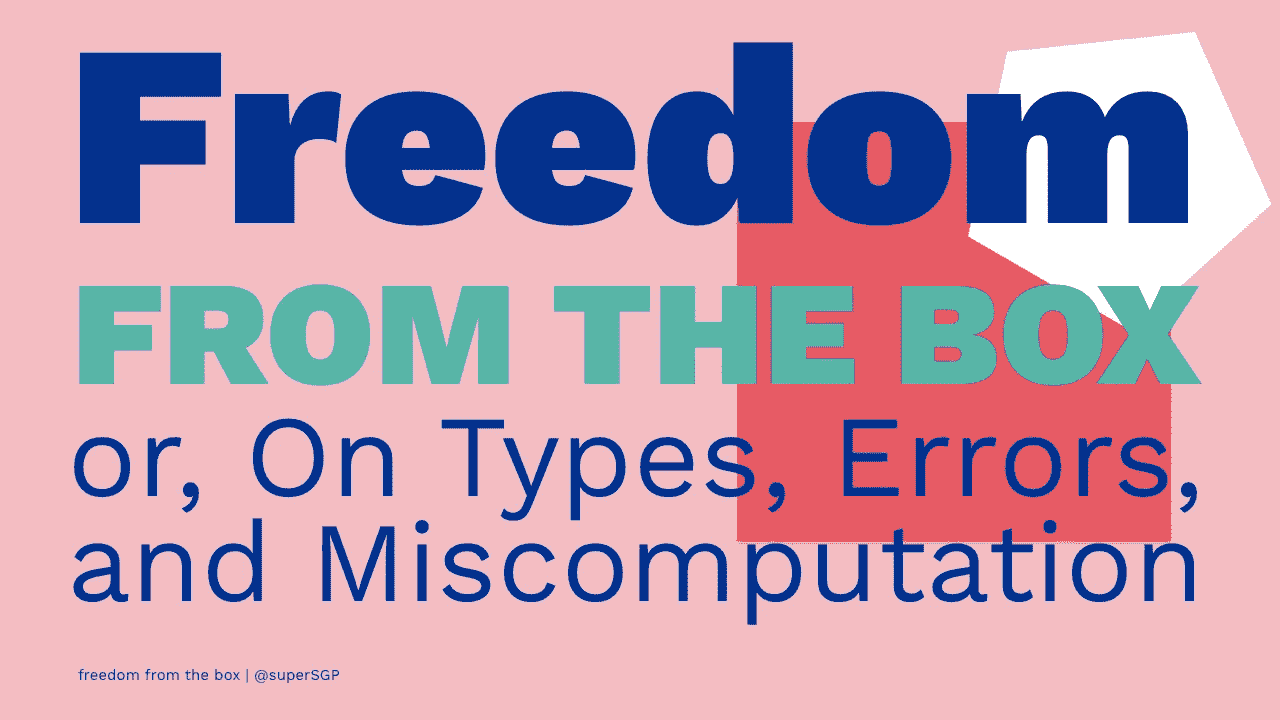 Freedom
FROM THE BOX
or, On Types, Errors,
and Miscomputation
freedom from the box | @superSGP